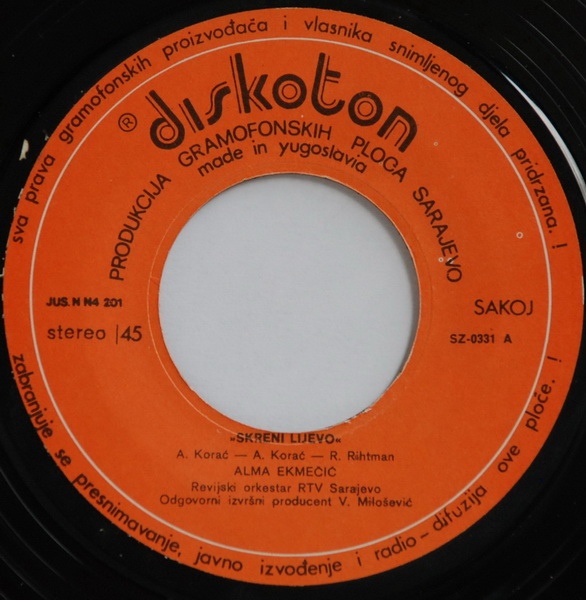 sva prava gramofonskih proizvođača i vlasnika snimljenog djela pridrzana. !
® diskoton
PRODUKCIJA GRAMOFONSKIH PLOČA SARAJEVO
made in yugoslavia
JUS. N N4 201
stereo |45
SAKOJ
SZ-0331 A
»SKRENI LIJEVO«
A. Korać — A. Korać — R. Rihtman
ALMA EKMEČIĆ
Revijski orkestar RTV Sarajevo
Odgovorni izvršni producent V. Milošević
zabranjuje se presnimavanje, javno izvođenje i radio-difuzija ove ploče. !